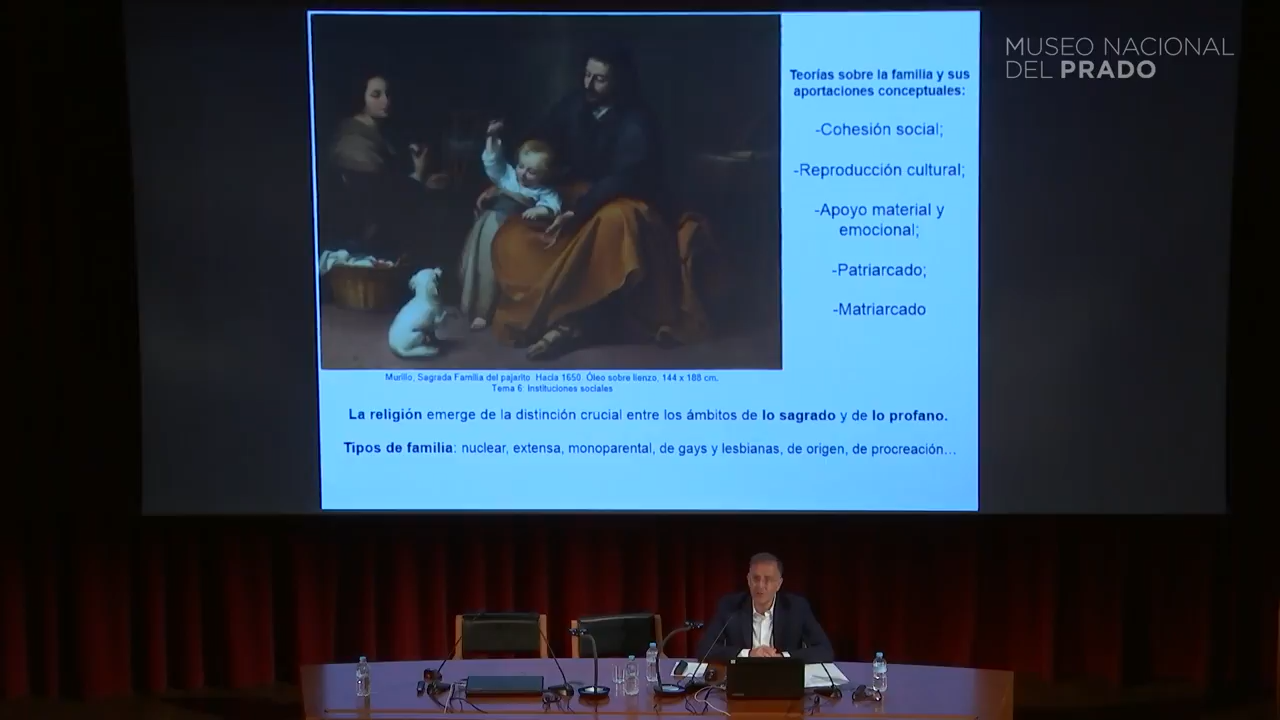 MUSEO NACIONAL
DEL PRADO
Teorías sobre la familia y sus
aportaciones conceptuales:
-Cohesión social;
-Reproducción cultural;
-Apoyo material y
emocional;
-Patriarcado;
-Matriarcado
Murillo, Sagrada Familia del pajarito. Hacia 1650. Óleo sobre lienzo, 144 x 188 cm.
Tema 6: Instituciones sociales
La religión emerge de la distinción crucial entre los ámbitos de lo sagrado y de lo profano.
Tipos de familia: nuclear, extensa, monoparental, de gays y lesbianas, de origen, de procreación...